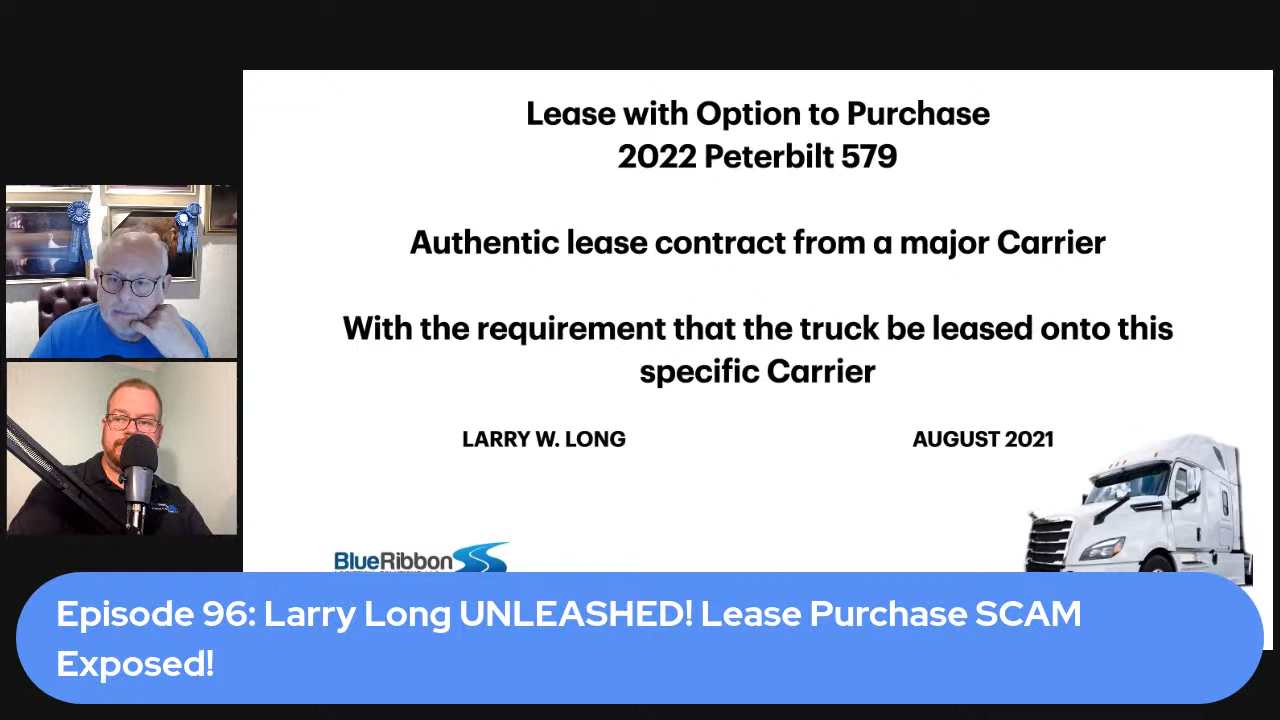 Lease with Option to Purchase
2022 Peterbilt 579
Authentic lease contract from a major Carrier
With the requirement that the truck be leased onto this
specific Carrier
LARRY W. LONG
AUGUST 2021
BlueRibbon
Episode 96: Larry Long UNLEASHED! Lease Purchase SCAM
Exposed!